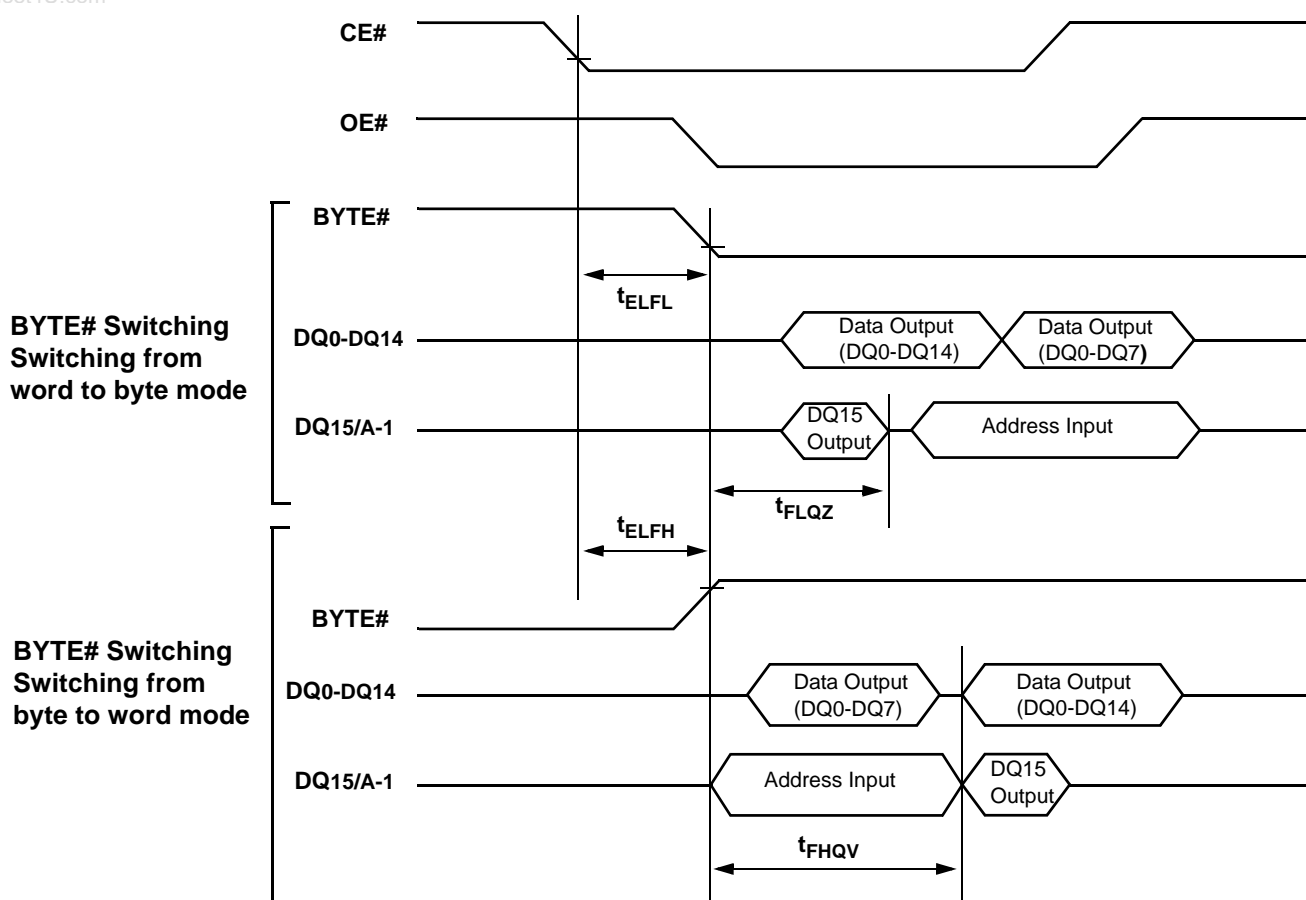 CE#
OE#
BYTE#
tELFL
BYTE# Switching
Switching from
word to byte mode
DQ0-DQ14
Data Output
(DQ0-DQ14)
Data Output
(DQ0-DQ7)
DQ15/A-1
DQ15
Output
Address Input
tFLQZ
tELFH
BYTE#
BYTE# Switching
Switching from
byte to word mode
DQ0-DQ14
Data Output
(DQ0-DQ7)
Data Output
(DQ0-DQ14)
DQ15/A-1
Address Input
DQ15
Output
tFHQV